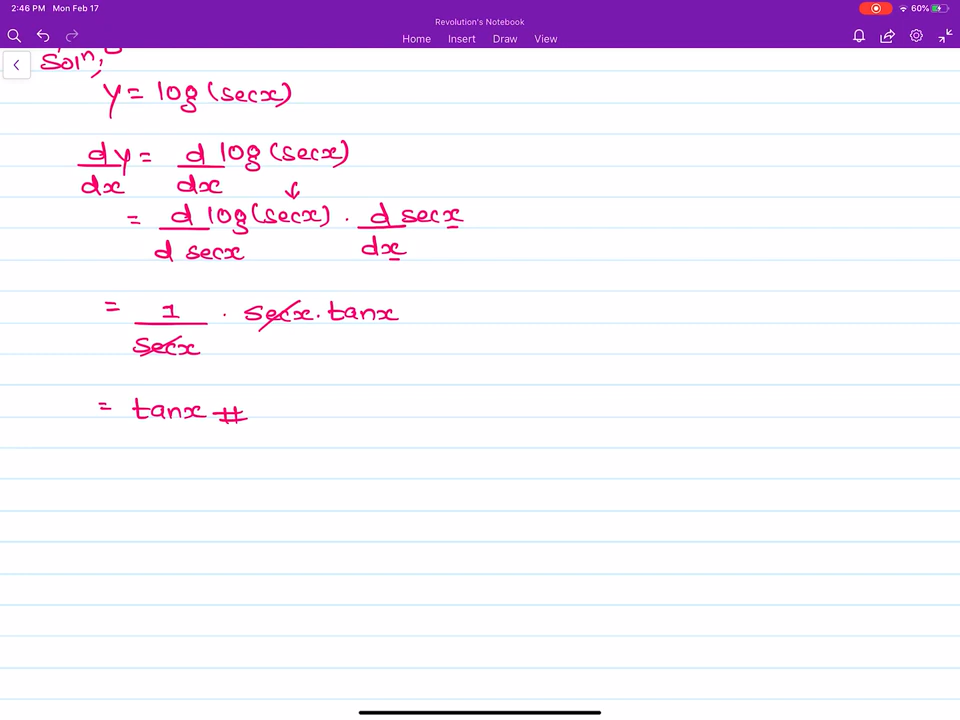 2:46 PM Mon Feb 17
60%
Revolution's Notebook
Home Insert Draw View
Soln,
y = log(secx)
dy/dx = d/dx log(secx)
= d log(secx)/d secx · d secx/dx
= 1/secx · secx · tanx
= tanx #